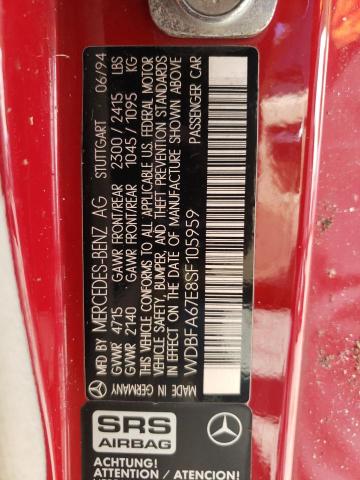 MFD BY MERCEDES-BENZ AG STUTTGART 06/94
GVWR 4715 GAWR FRONT/REAR 2300/2415 LBS
GVWR 2140 GAWR FRONT/REAR 1045/1095 KG
THIS VEHICLE CONFORMS TO ALL APPLICABLE U.S. FEDERAL MOTOR
VEHICLE SAFETY, BUMPER, AND THEFT PREVENTION STANDARDS
IN EFFECT ON THE DATE OF MANUFACTURE SHOWN ABOVE
WDBFA67E8SF105959 PASSENGER CAR
MADE IN GERMANY
SRS
AIRBAG
ACHTUNG!
ATTENTION / ATENCION!